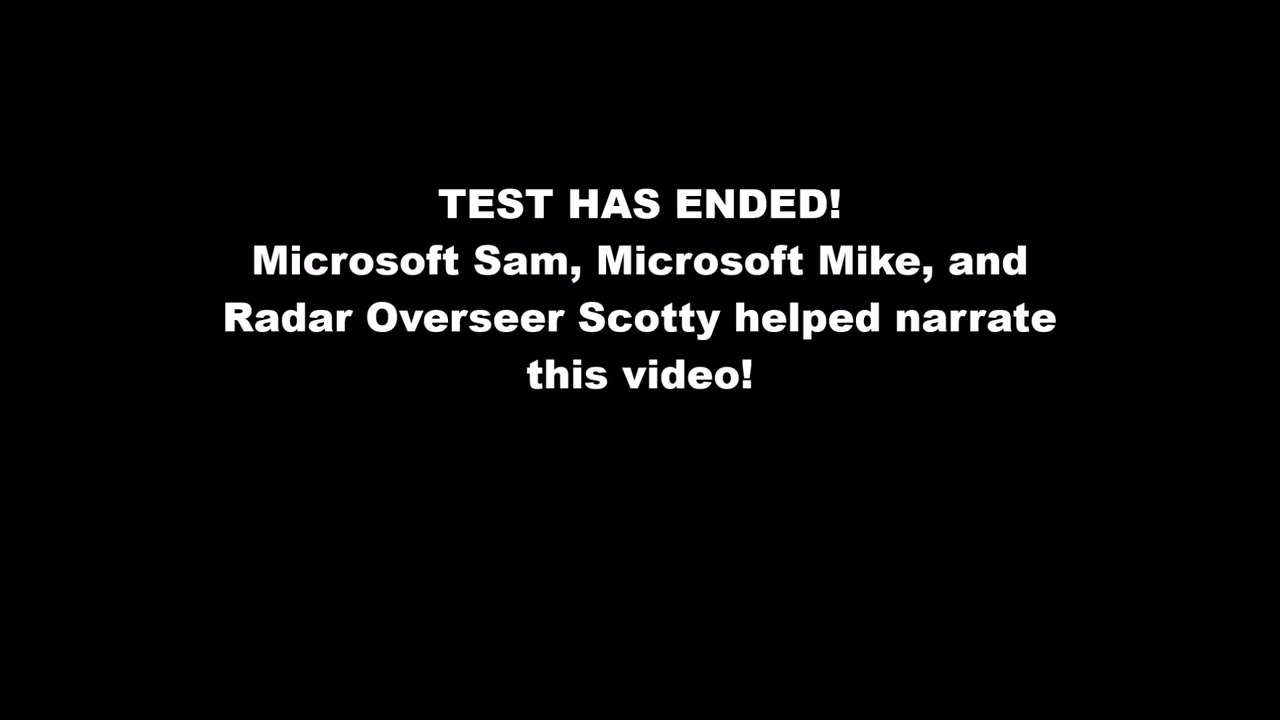 TEST HAS ENDED!
Microsoft Sam, Microsoft Mike, and
Radar Overseer Scotty helped narrate
this video!